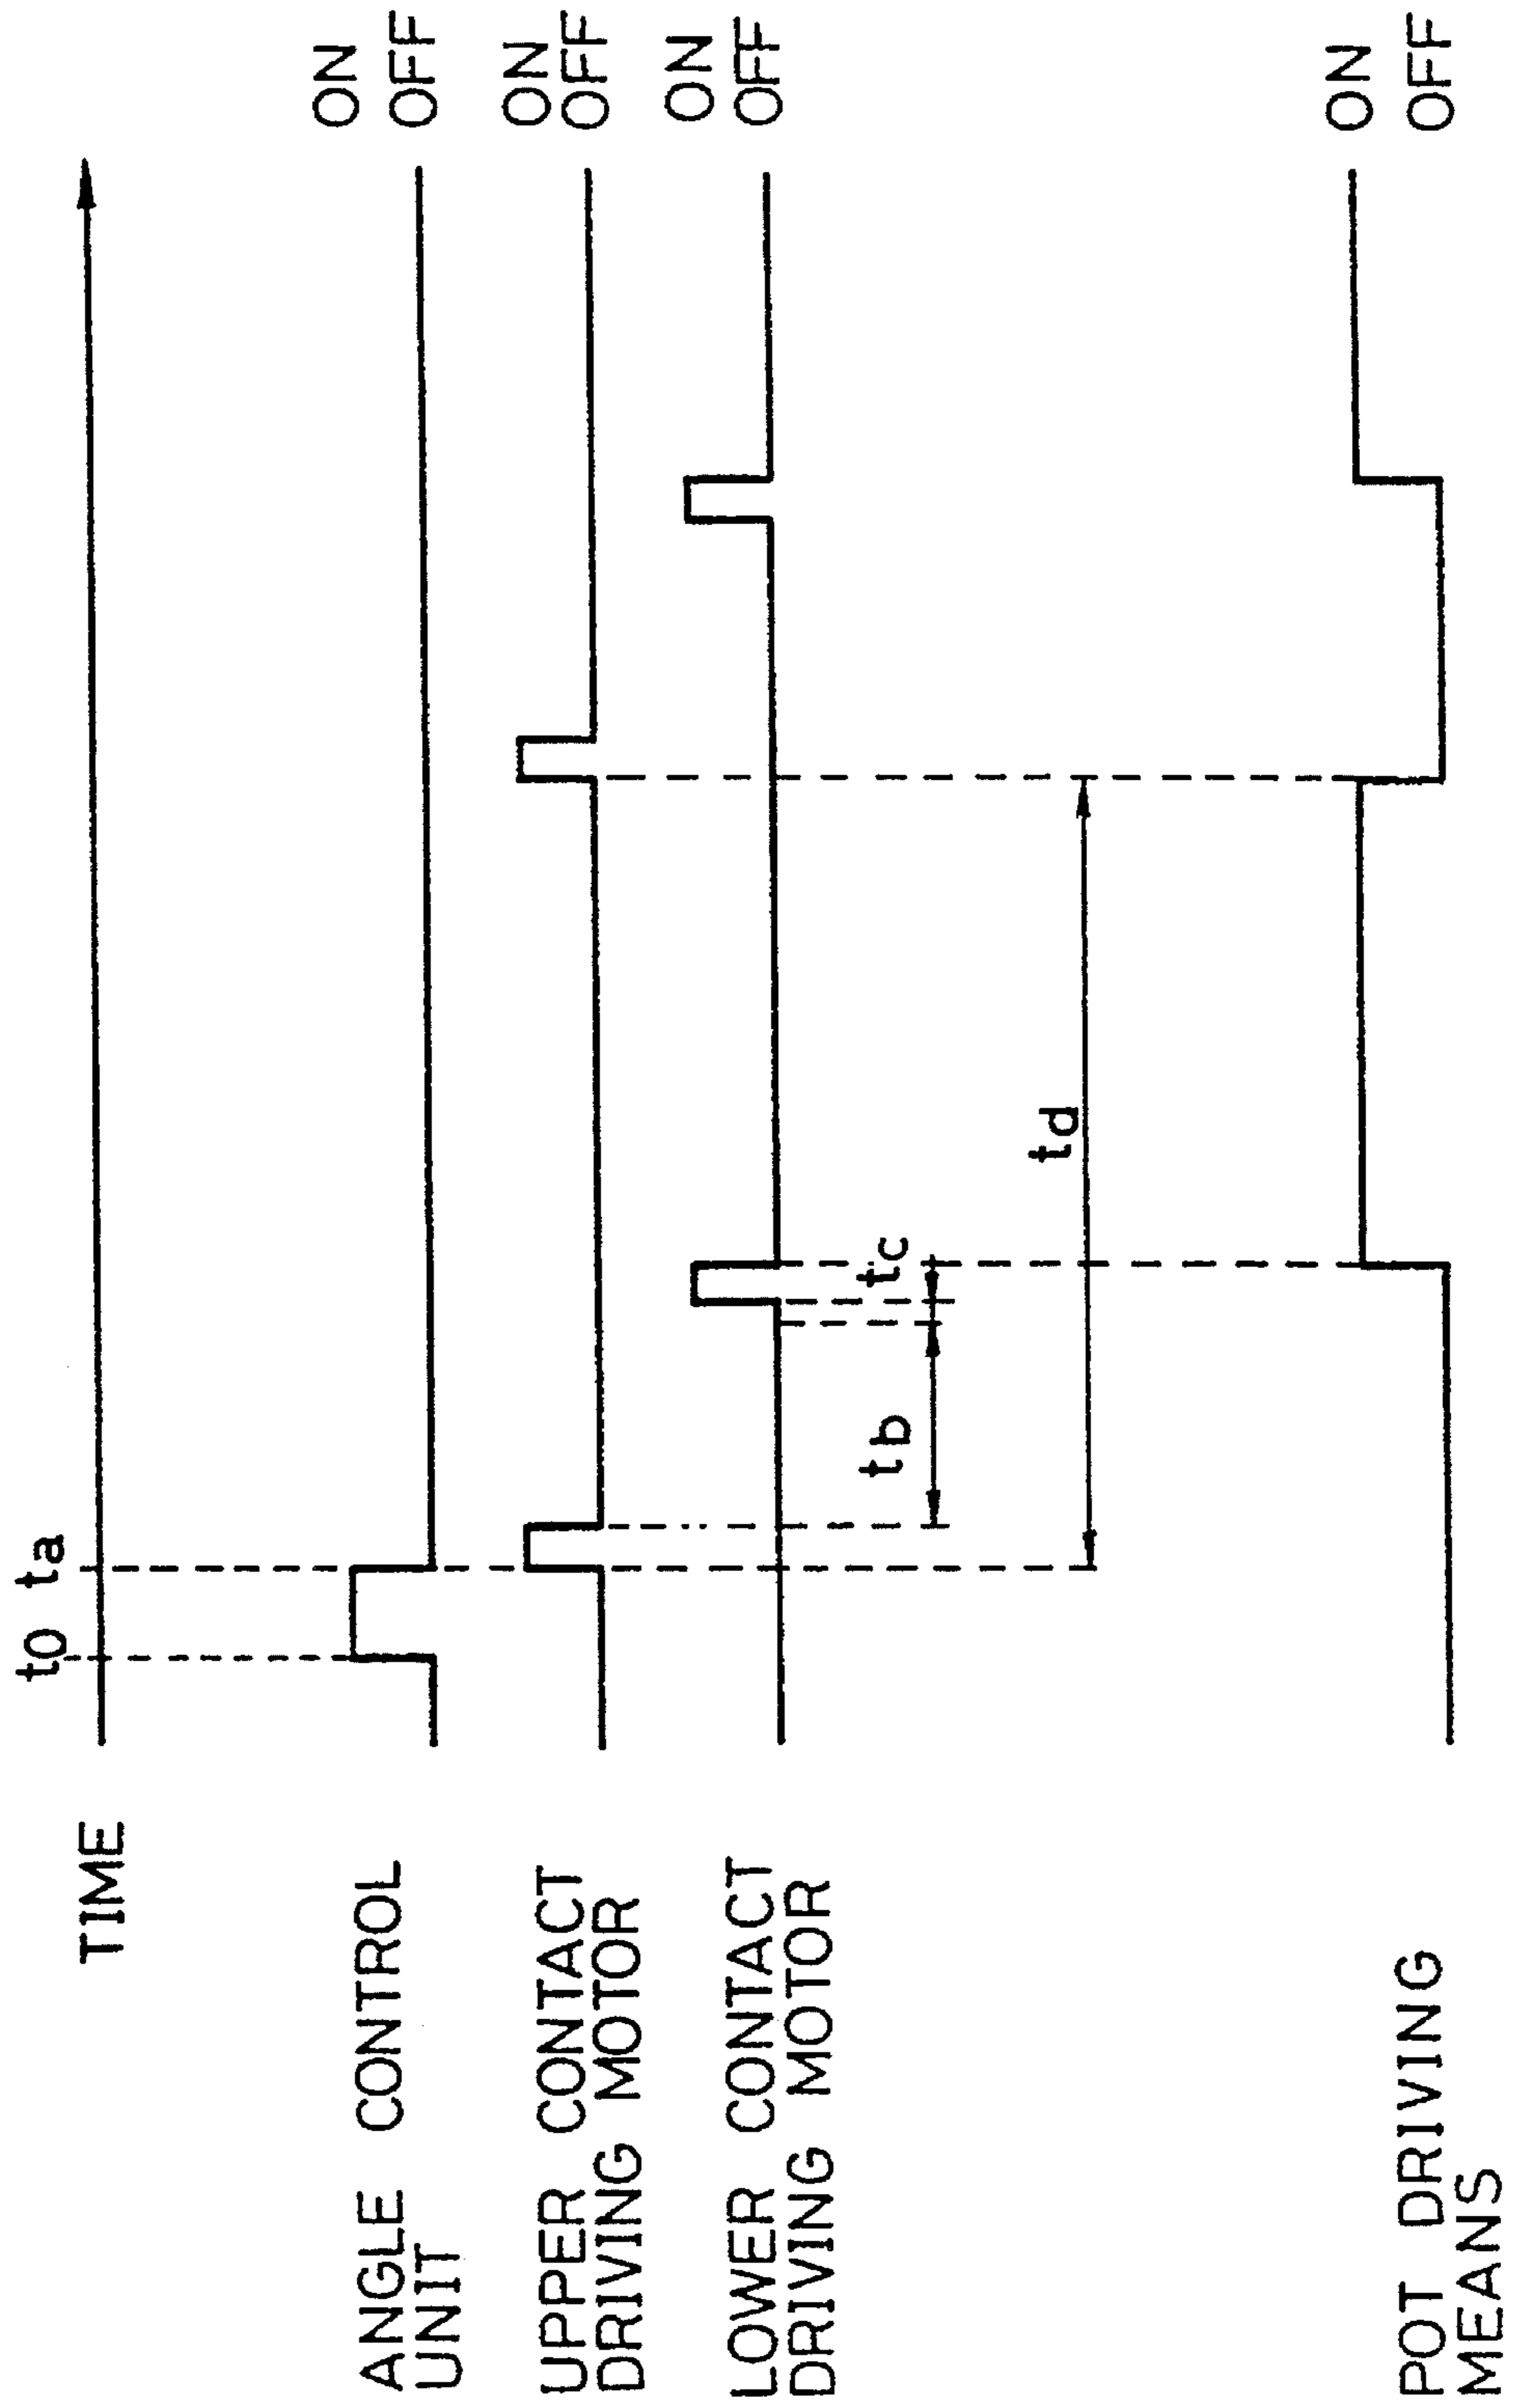 t0 ta
TIME
ANGLE CONTROL
UNIT
ON
OFF
UPPER CONTACT
DRIVING MOTOR
ON
OFF
LOWER CONTACT
DRIVING MOTOR
ON
OFF
tb
tc
td
POT DRIVING
MEANS
ON
OFF